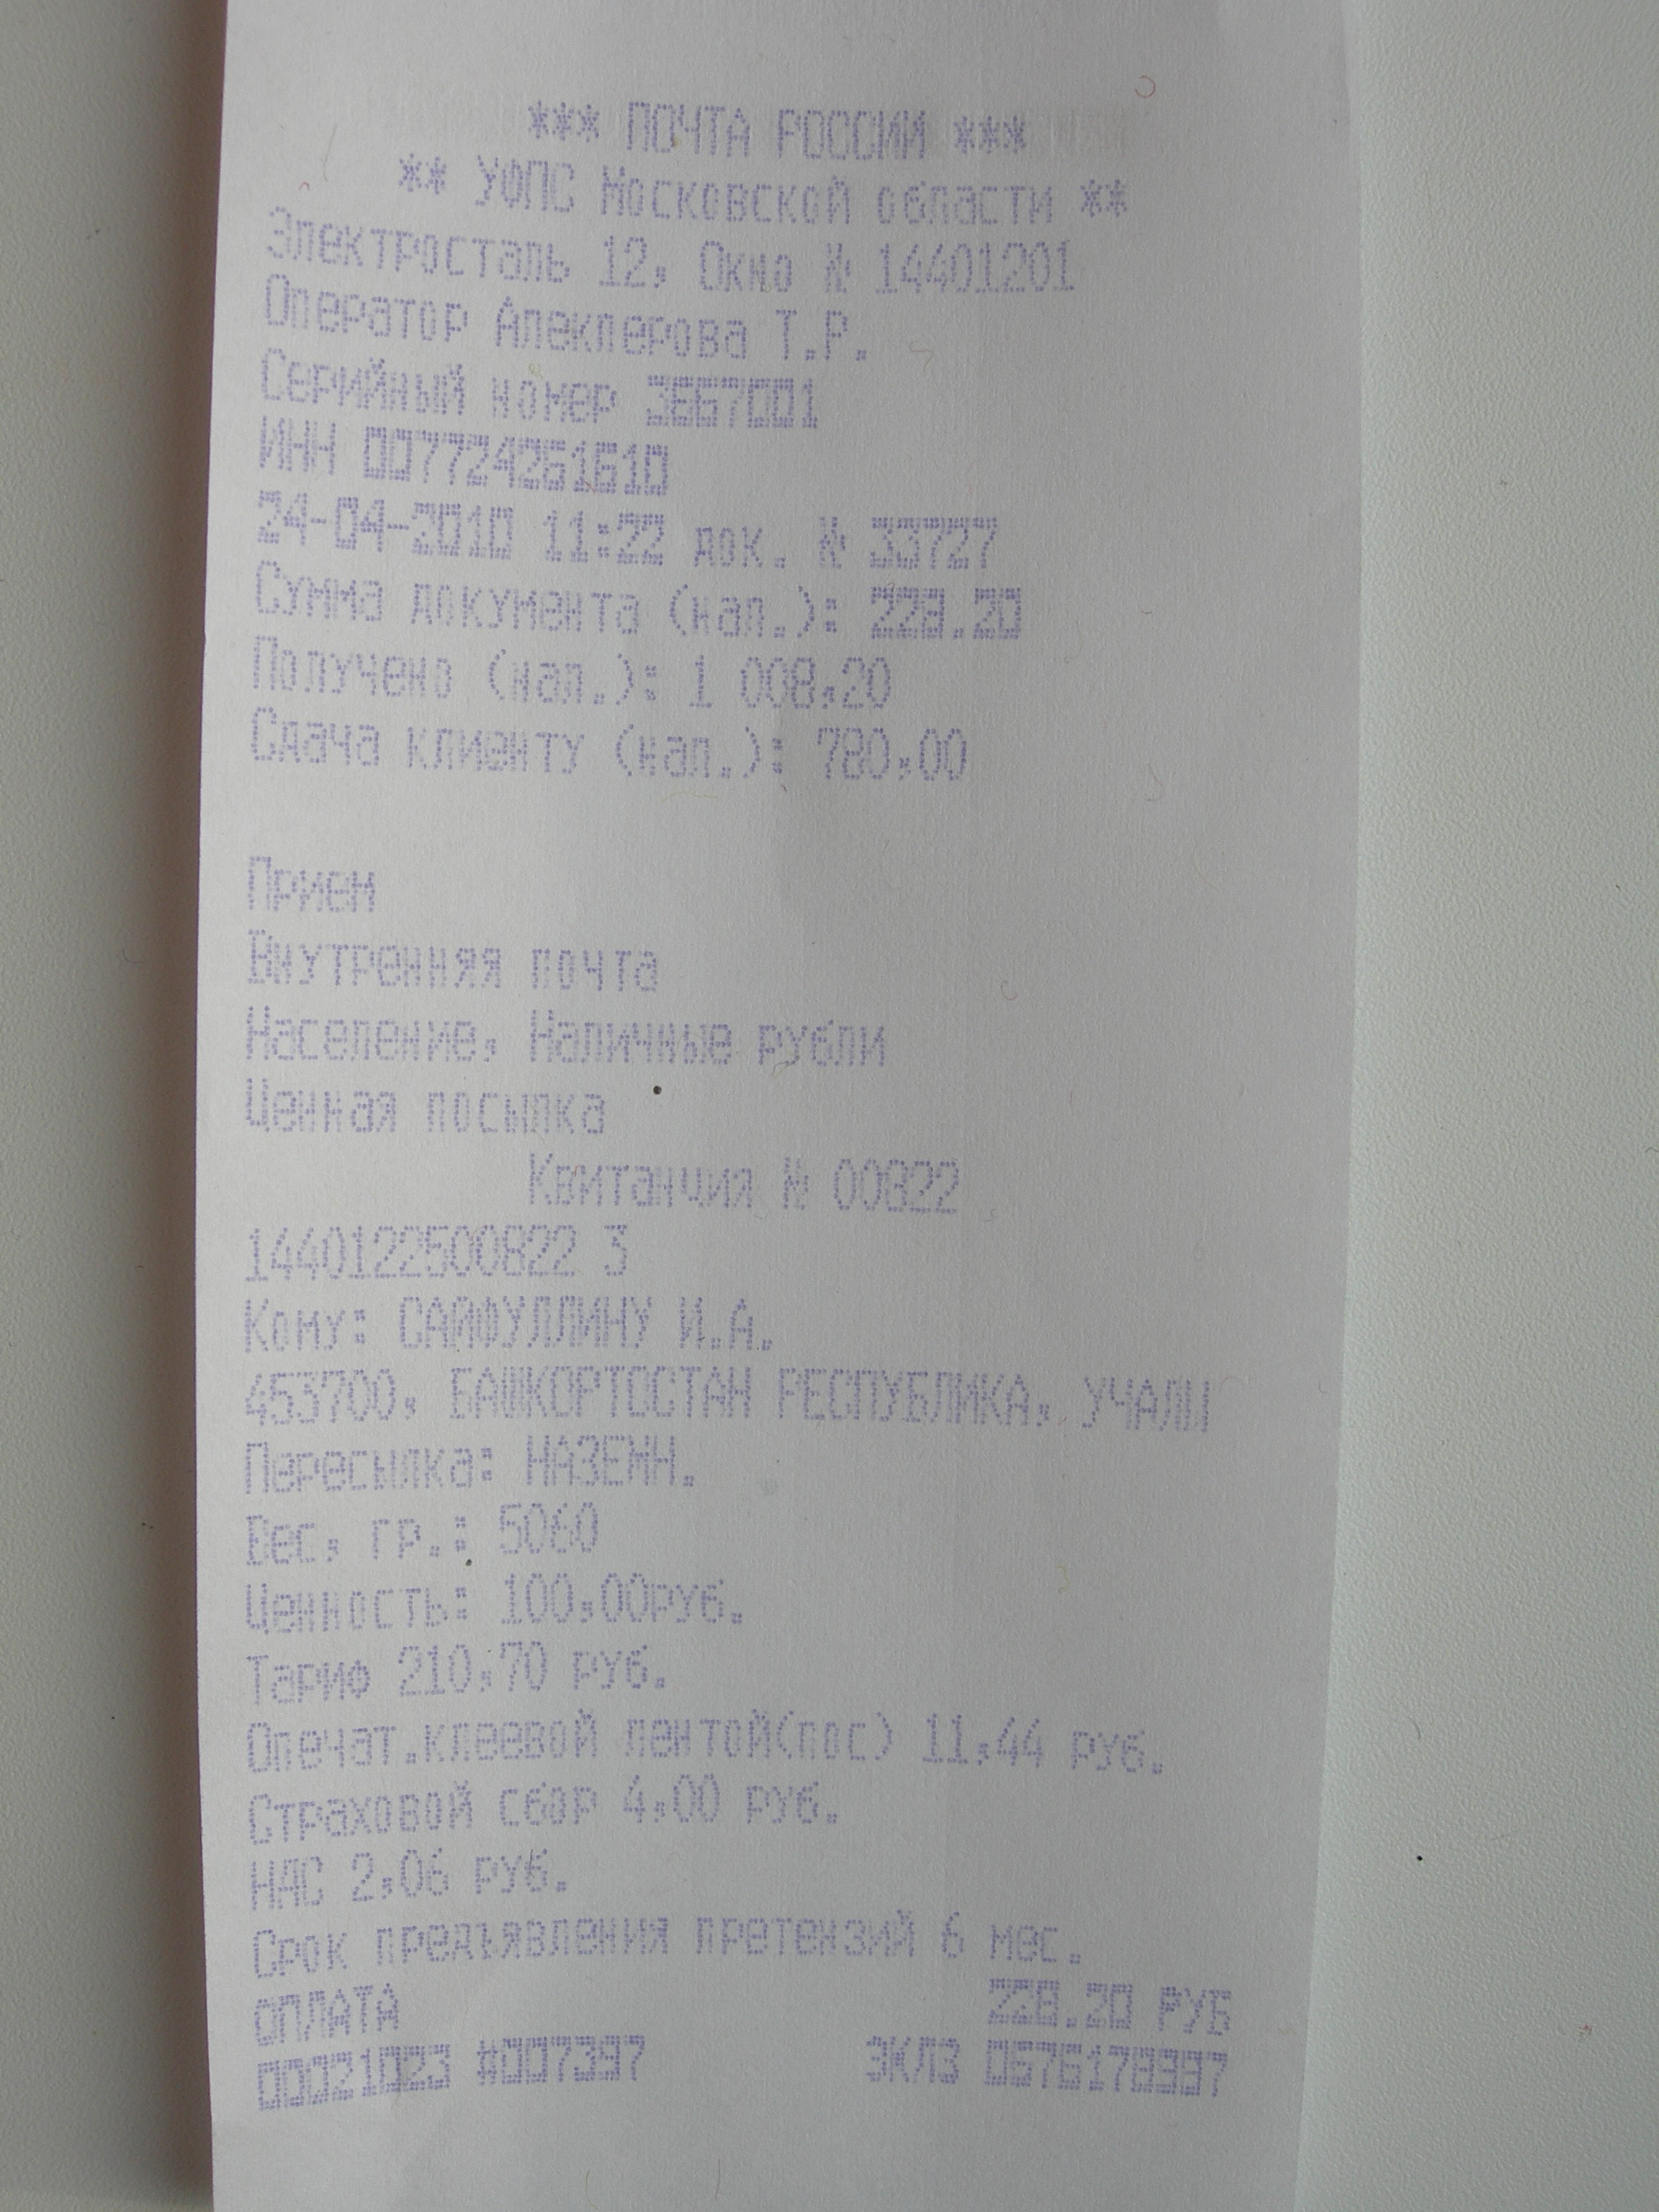 *** ПОЧТА РОССИИ ***
** УФПС Московской области **
Электросталь 12, Окно № 14401201
Оператор Алекперова Т.Р.
Серийный номер 3667001
ИНН 007724261610
24-04-2010 11:22 док. № 33727
Сумма документа (нал.): 228.20
Получено (нал.): 1 008,20
Сдача клиенту (нал.): 780,00
Прием
Внутренняя почта
Население, Наличные рубли
Ценная посылка
Квитанция № 00822
1440122500822 3
Кому: САЙФУЛЛИНУ И.А.
453700, БАШКОРТОСТАН РЕСПУБЛИКА, УЧАЛЫ
Пересылка: НАЗЕМН.
Вес, гр.: 5060
Ценность: 100,00руб.
Тариф 210,70 руб.
Опечат.клеевой лентой(пос) 11,44 руб.
Страховой сбор 4,00 руб.
НДС 2,06 руб.
Срок предъявления претензий 6 мес.
ОПЛАТА 228.20 РУБ
00021023 #007397 ЭКЛЗ 0576178997